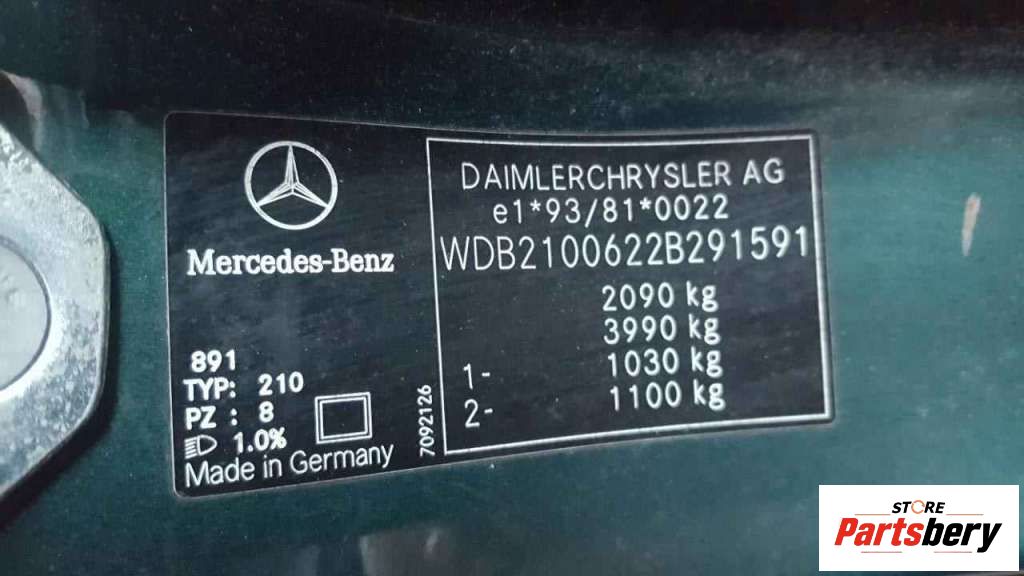 Mercedes-Benz
891
TYP: 210
PZ : 8
1.0%
Made in Germany
7092126
DAIMLERCHRYSLER AG
e1*93/81*0022
WDB2100622B291591
2090 kg
3990 kg
1- 1030 kg
2- 1100 kg
STORE
Partsbery